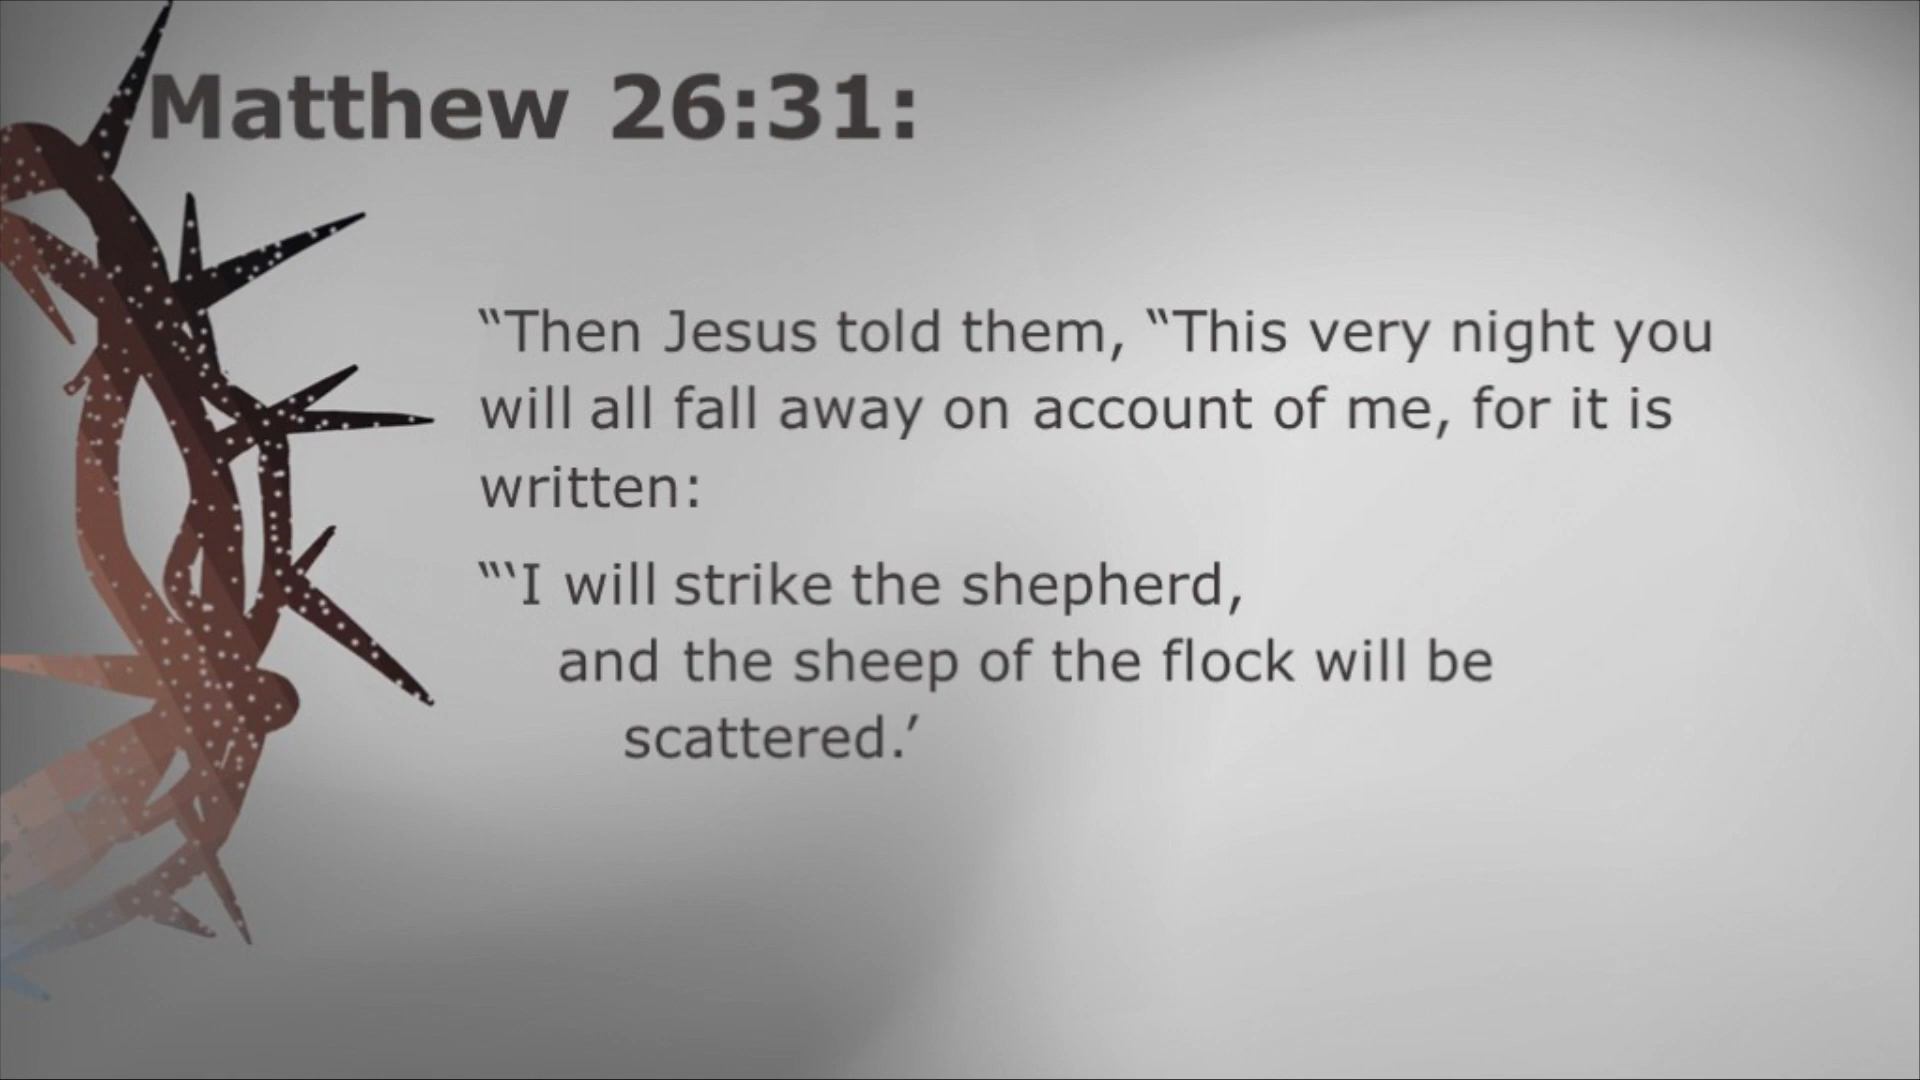 Matthew 26:31:
“Then Jesus told them, “This very night you
will all fall away on account of me, for it is
written:
“‘I will strike the shepherd,
and the sheep of the flock will be
scattered.’